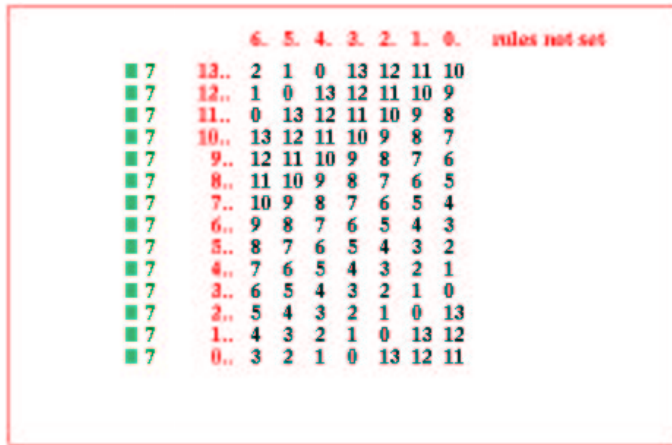 6. 5. 4. 3. 2. 1. 0. rules not set
7 13.. 2 1 0 13 12 11 10
7 12.. 1 0 13 12 11 10 9
7 11.. 0 13 12 11 10 9 8
7 10.. 13 12 11 10 9 8 7
7 9.. 12 11 10 9 8 7 6
7 8.. 11 10 9 8 7 6 5
7 7.. 10 9 8 7 6 5 4
7 6.. 9 8 7 6 5 4 3
7 5.. 8 7 6 5 4 3 2
7 4.. 7 6 5 4 3 2 1
7 3.. 6 5 4 3 2 1 0
7 2.. 5 4 3 2 1 0 13
7 1.. 4 3 2 1 0 13 12
7 0.. 3 2 1 0 13 12 11